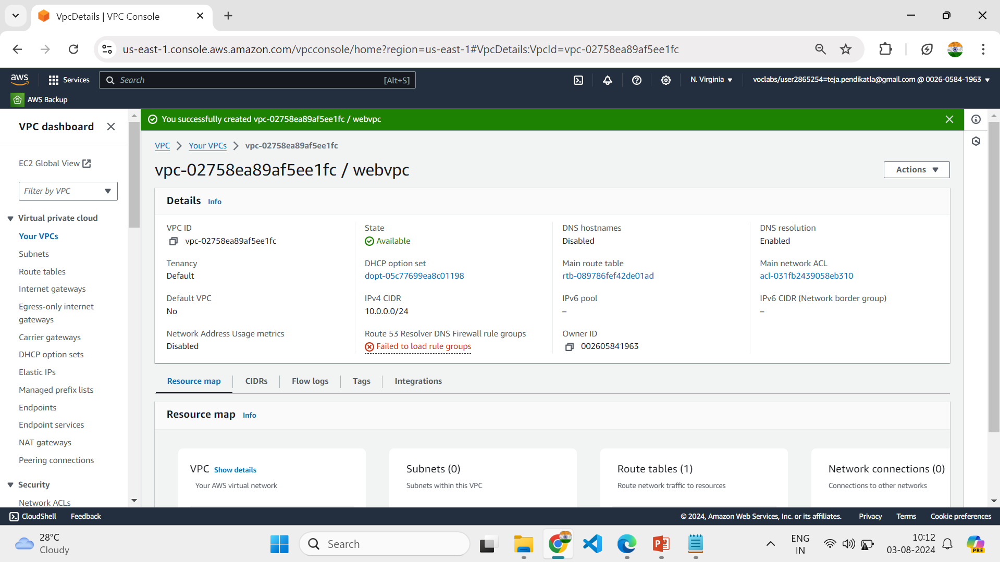 VpcDetails | VPC Console
us-east-1.console.aws.amazon.com/vpcconsole/home?region=us-east-1#VpcDetails:VpcId=vpc-02758ea89af5ee1fc
aws
Services
Search
[Alt+S]
N. Virginia
voclabs/user2865254=teja.pendikatla@gmail.com @ 0026-0584-1963
AWS Backup
VPC dashboard
EC2 Global View
Filter by VPC
Virtual private cloud
Your VPCs
Subnets
Route tables
Internet gateways
Egress-only internet
gateways
Carrier gateways
DHCP option sets
Elastic IPs
Managed prefix lists
Endpoints
Endpoint services
NAT gateways
Peering connections
Security
Network ACLs
You successfully created vpc-02758ea89af5ee1fc / webvpc
VPC
Your VPCs
vpc-02758ea89af5ee1fc
vpc-02758ea89af5ee1fc / webvpc
Actions
Details Info
VPC ID
vpc-02758ea89af5ee1fc
State
Available
DNS hostnames
Disabled
DNS resolution
Enabled
Tenancy
Default
DHCP option set
dopt-05c77699ea8c01198
Main route table
rtb-089786fef42de01ad
Main network ACL
acl-031fb2439058eb310
Default VPC
No
IPv4 CIDR
10.0.0.0/24
IPv6 pool
–
IPv6 CIDR (Network border group)
–
Network Address Usage metrics
Disabled
Route 53 Resolver DNS Firewall rule groups
Failed to load rule groups
Owner ID
002605841963
Resource map
CIDRs
Flow logs
Tags
Integrations
Resource map Info
VPC Show details
Your AWS virtual network
Subnets (0)
Subnets within this VPC
Route tables (1)
Route network traffic to resources
Network connections (0)
Connections to other networks
CloudShell
Feedback
© 2024, Amazon Web Services, Inc. or its affiliates.
Privacy
Terms
Cookie preferences
28°C
Cloudy
Search
ENG
IN
10:12
03-08-2024
PRE